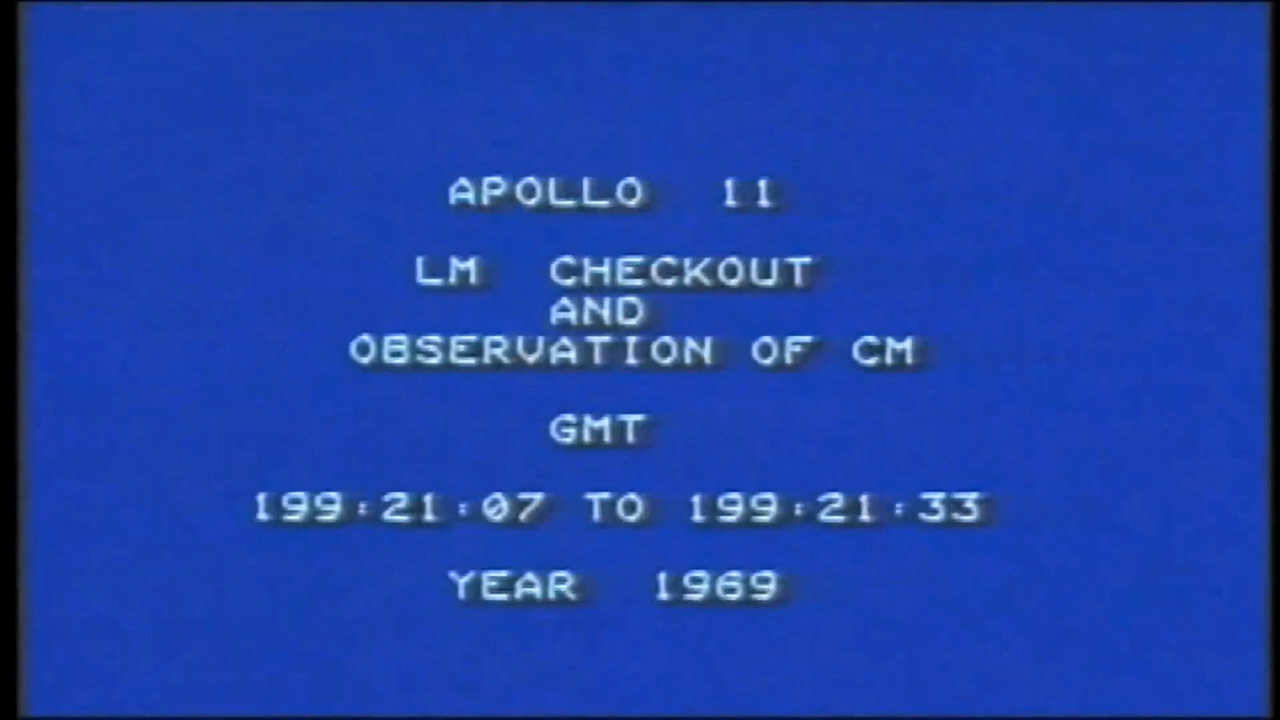 APOLLO 11
LM CHECKOUT
AND
OBSERVATION OF CM
GMT
199:21:07 TO 199:21:33
YEAR 1969